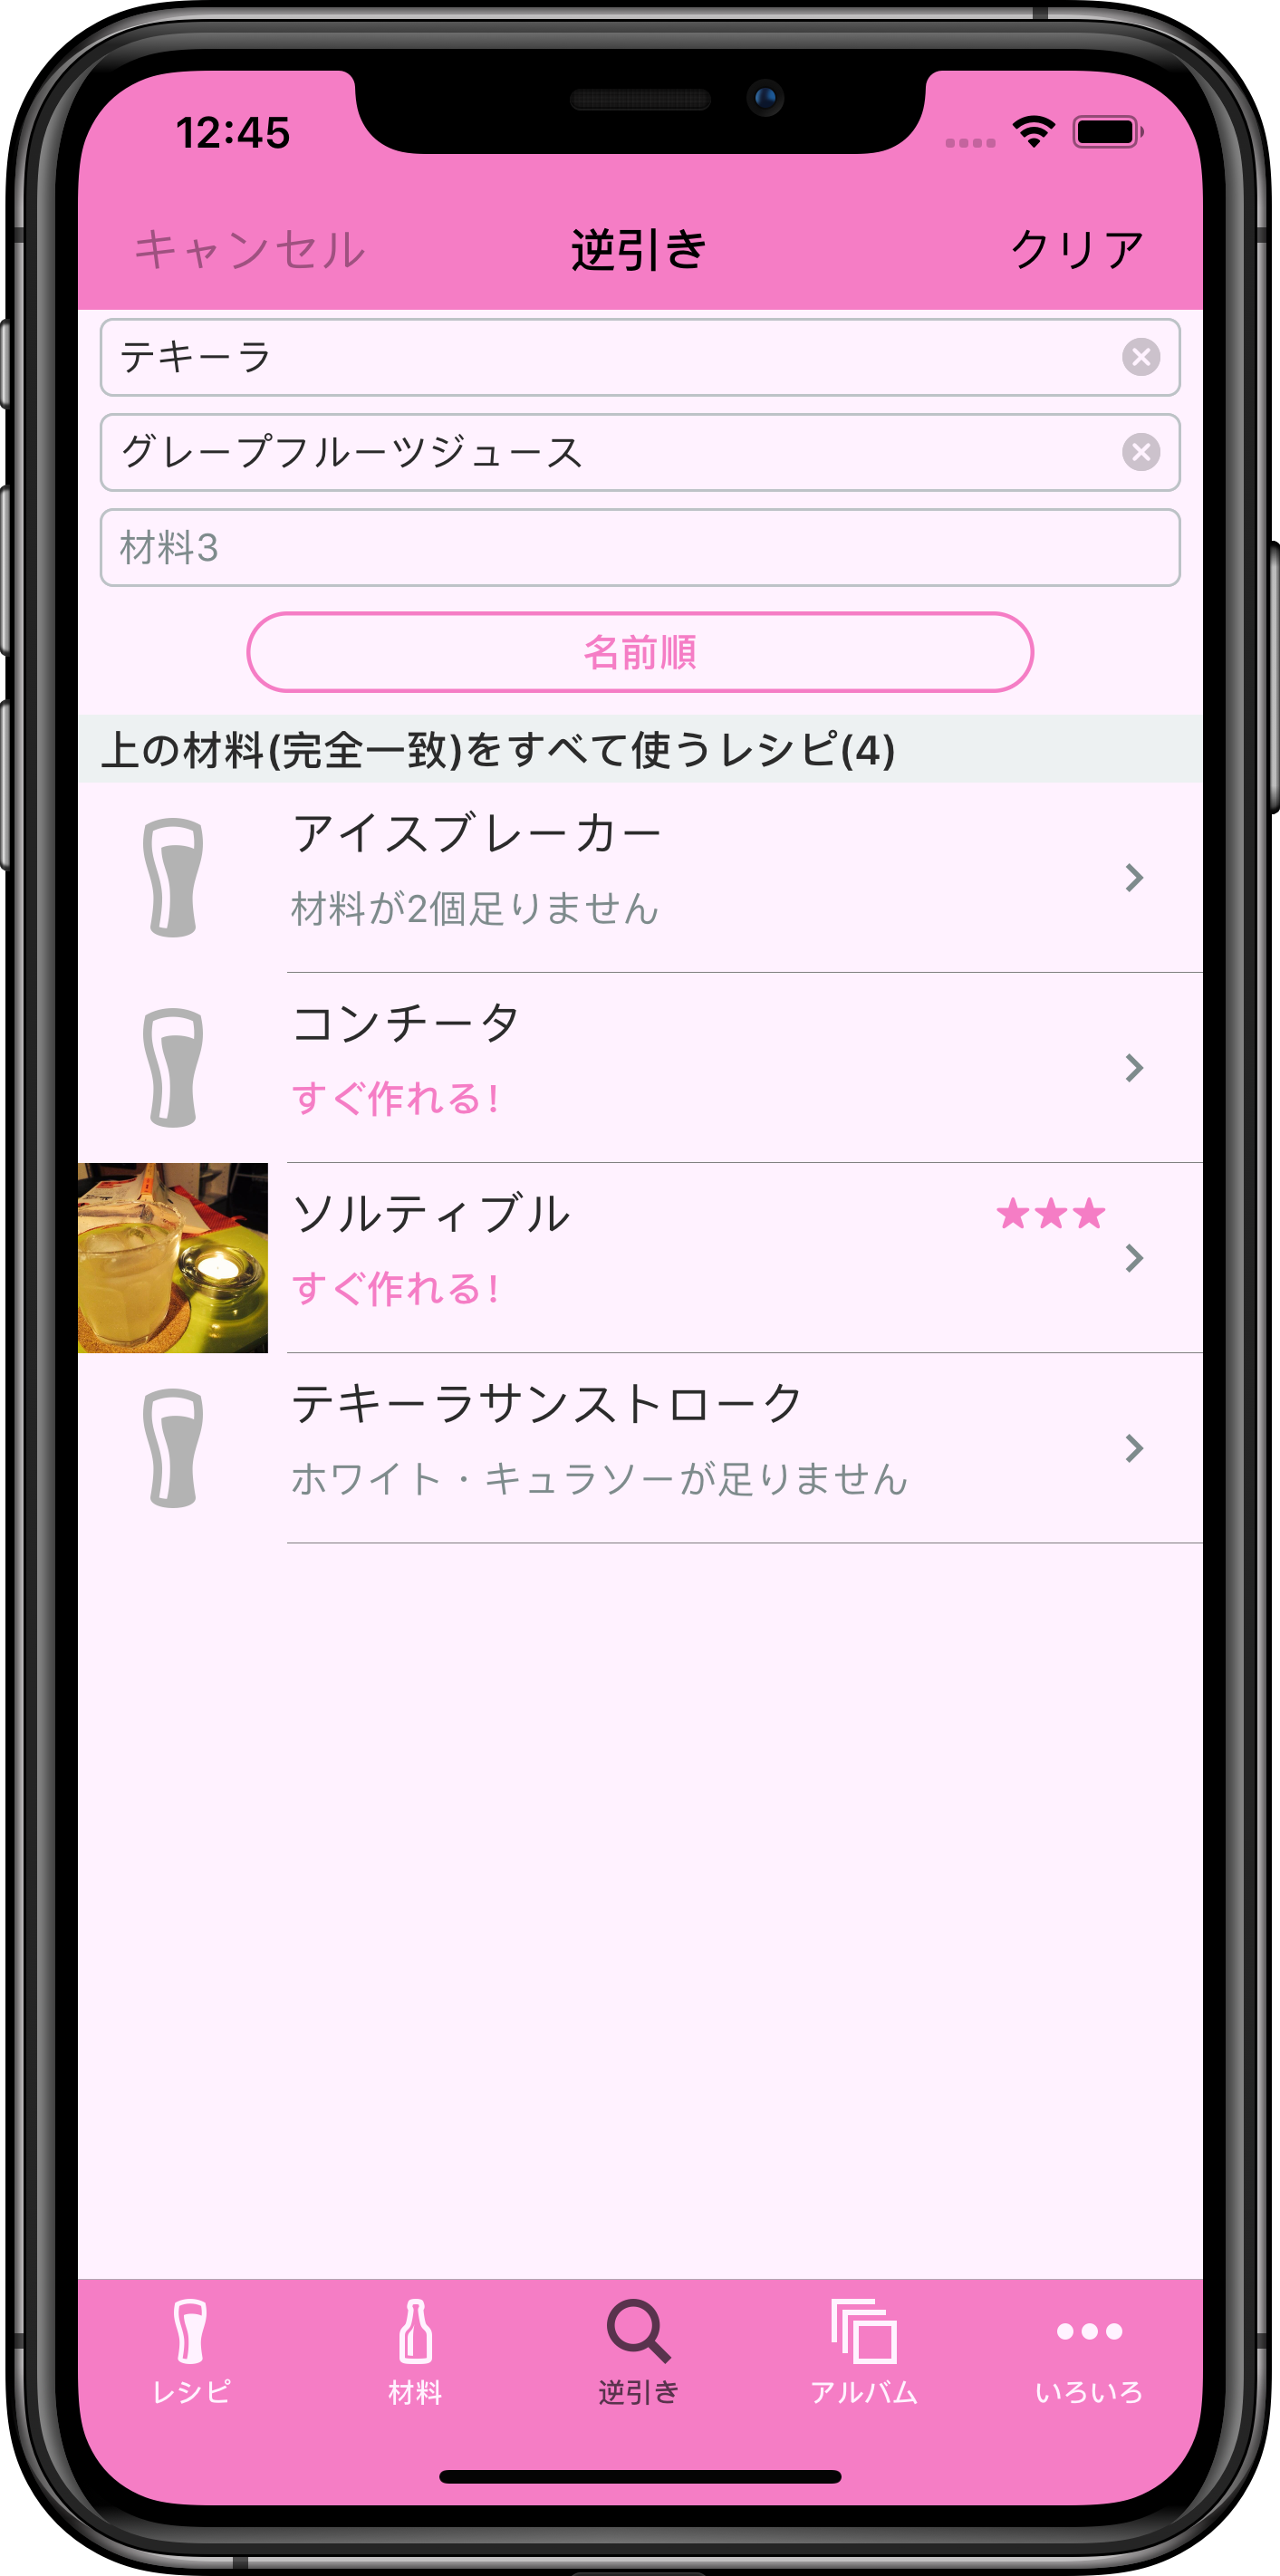 12:45
キャンセル 逆引き クリア
テキーラ
グレープフルーツジュース
材料3
名前順
上の材料(完全一致)をすべて使うレシピ(4)
アイスブレーカー
材料が2個足りません
コンチータ
すぐ作れる!
ソルティブル ★★★
すぐ作れる!
テキーラサンストローク
ホワイト・キュラソーが足りません
レシピ 材料 逆引き アルバム いろいろ